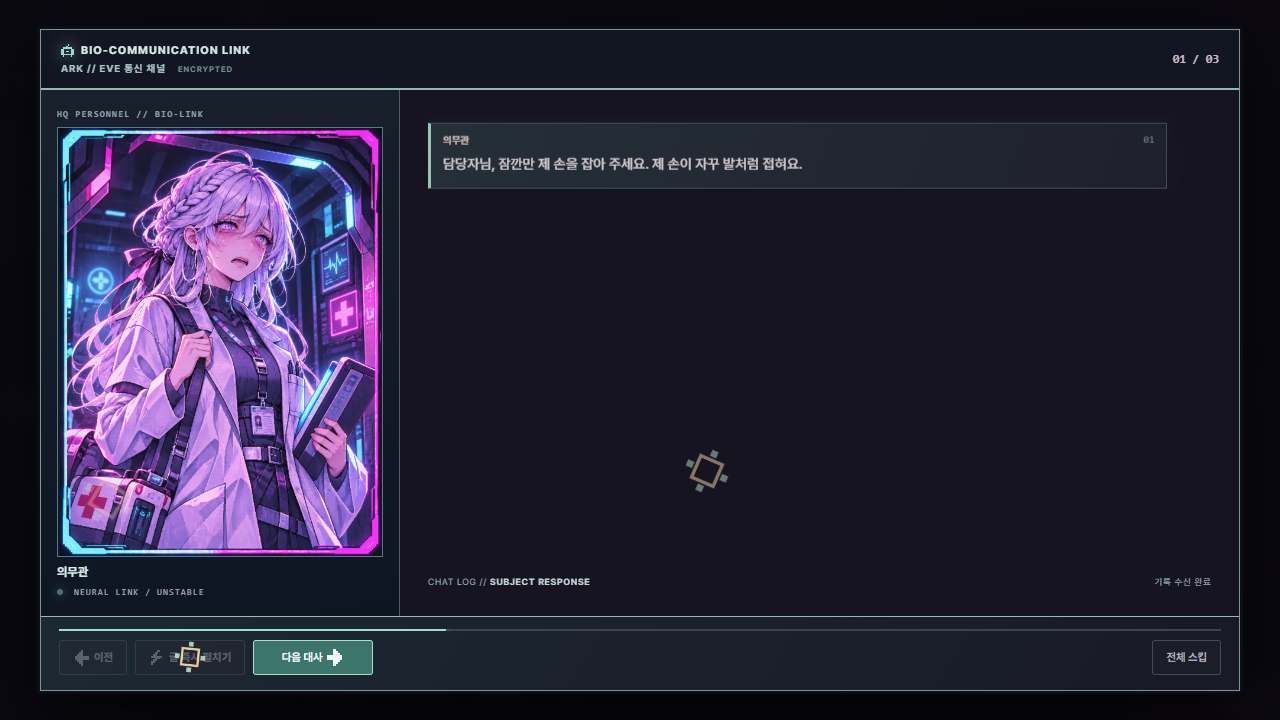 BIO-COMMUNICATION LINK
ARK // EVE 통신 채널 ENCRYPTED
01 / 03
HQ PERSONNEL // BIO-LINK
의무관
01
담당자님, 잠깐만 제 손을 잡아 주세요. 제 손이 자꾸 발처럼 접혀요.
의무관
NEURAL LINK / UNSTABLE
CHAT LOG // SUBJECT RESPONSE
기록 수신 완료
이전
펼치기
다음 대사
전체 스킵